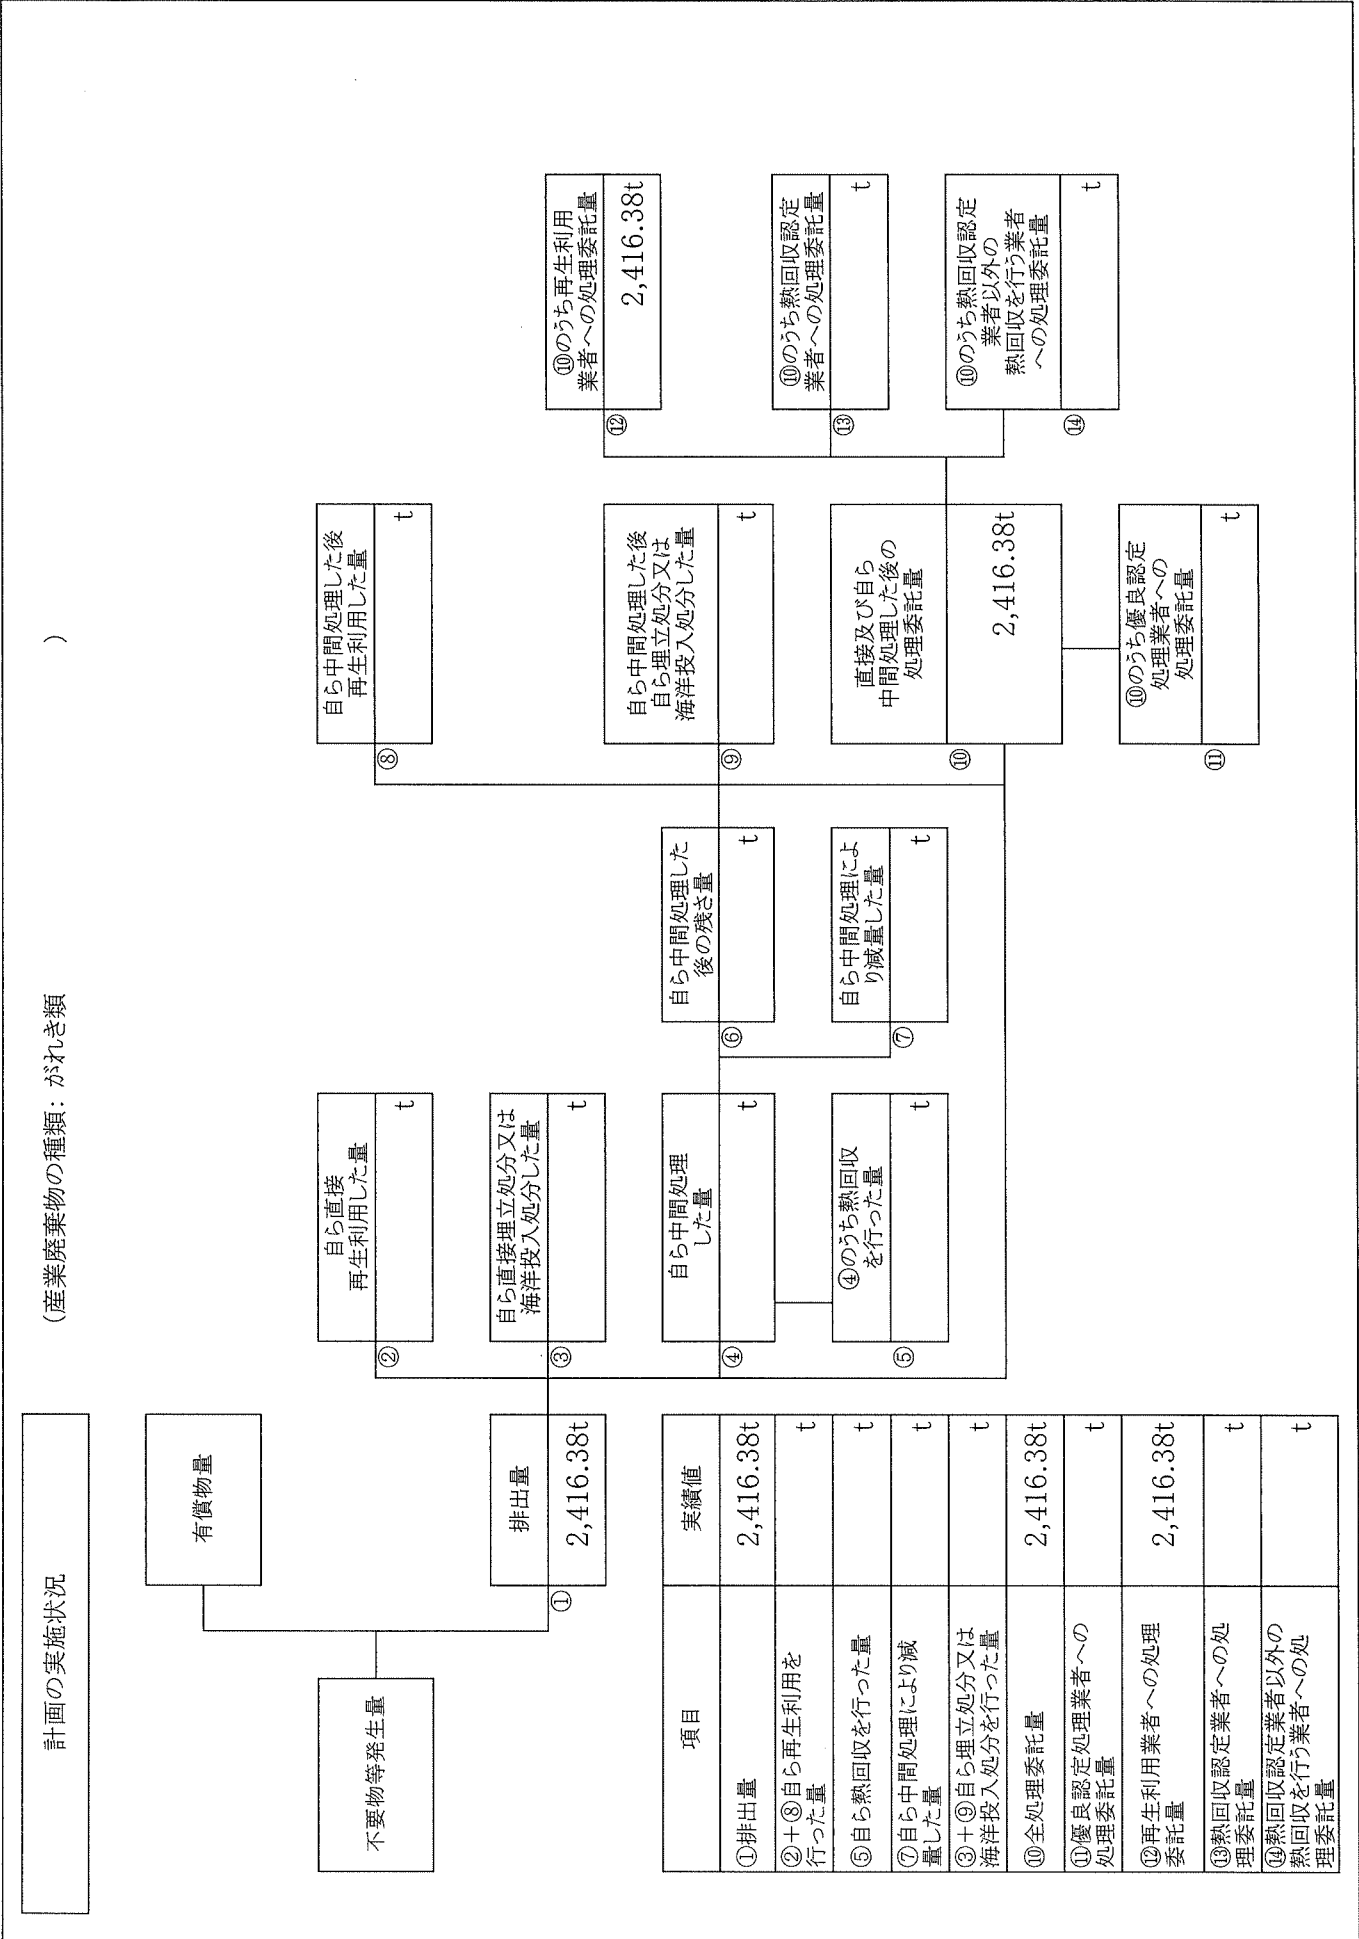 計画の実施状況
(産業廃棄物の種類：がれき類　　　　　　　　　　)
有償物量
不要物等発生量
排出量
①
2,416.38t
自ら直接
再生利用した量
②
t
自ら直接埋立処分又は
海洋投入処分した量
③
t
自ら中間処理
した量
④
t
④のうち熱回収
を行った量
⑤
t
自ら中間処理した
後の残さ量
⑥
t
自ら中間処理によ
り減量した量
⑦
t
自ら中間処理した後
再生利用した量
⑧
t
自ら中間処理した後
自ら埋立処分又は
海洋投入処分した量
⑨
t
直接及び自ら
中間処理した後の
処理委託量
⑩
2,416.38t
⑩のうち優良認定
処理業者への
処理委託量
⑪
t
⑩のうち再生利用
業者への処理委託量
⑫
2,416.38t
⑩のうち熱回収認定
業者への処理委託量
⑬
t
⑩のうち熱回収認定
業者以外の
熱回収を行う業者
への処理委託量
⑭
t
項目 実績値
①排出量 2,416.38t
②+⑧自ら再生利用を
行った量 t
⑤自ら熱回収を行った量 t
⑦自ら中間処理により減
量した量 t
③+⑨自ら埋立処分又は
海洋投入処分を行った量 t
⑩全処理委託量 2,416.38t
⑪優良認定処理業者への
処理委託量 t
⑫再生利用業者への処理
委託量 2,416.38t
⑬熱回収認定業者への処
理委託量 t
⑭熱回収認定業者以外の
熱回収を行う業者への処
理委託量 t